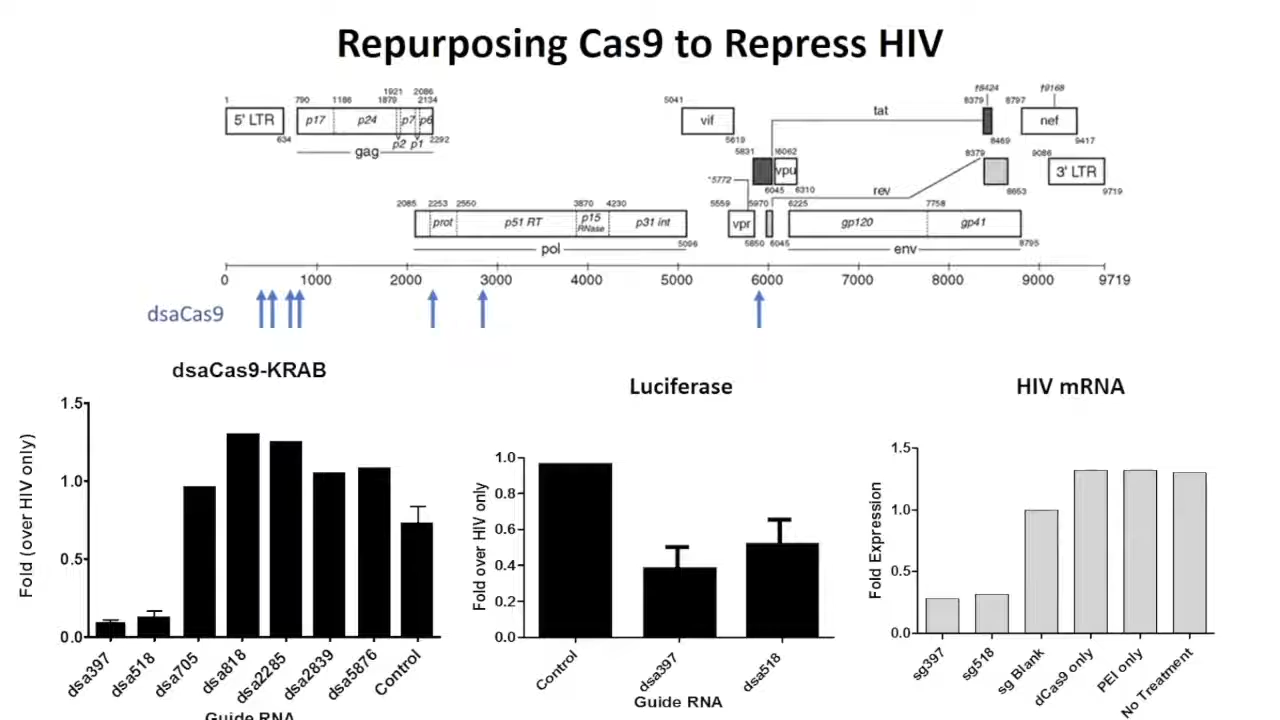 Repurposing Cas9 to Repress HIV
1921 2086 †8424 †9168
1 790 1186 1879 2134 5041 8379 8797
5' LTR p17 p24 p7 p6 vif tat nef
634 p2 p1 2292 5619 8469 9417
gag 5831 6062 8379 9086
vpu 3' LTR
*5772 6045 6310 rev 8653 9719
2085 2253 2550 3870 4230 5559 5970 6225 7758
prot p51 RT p15 RNase p31 int vpr gp120 gp41
5096 5850 6045 8795
pol env
0 1000 2000 3000 4000 5000 6000 7000 8000 9000 9719
dsaCas9
dsaCas9-KRAB
Fold (over HIV only)
1.5
1.0
0.5
0.0
dsa397 dsa518 dsa705 dsa818 dsa2285 dsa2839 dsa5876 Control
Guide RNA
Luciferase
Fold over HIV only
1.0
0.8
0.6
0.4
0.2
0.0
Control dsa397 dsa518
Guide RNA
HIV mRNA
Fold Expression
1.5
1.0
0.5
0.0
sg397 sg518 sg Blank dCas9 only PEI only No Treatment